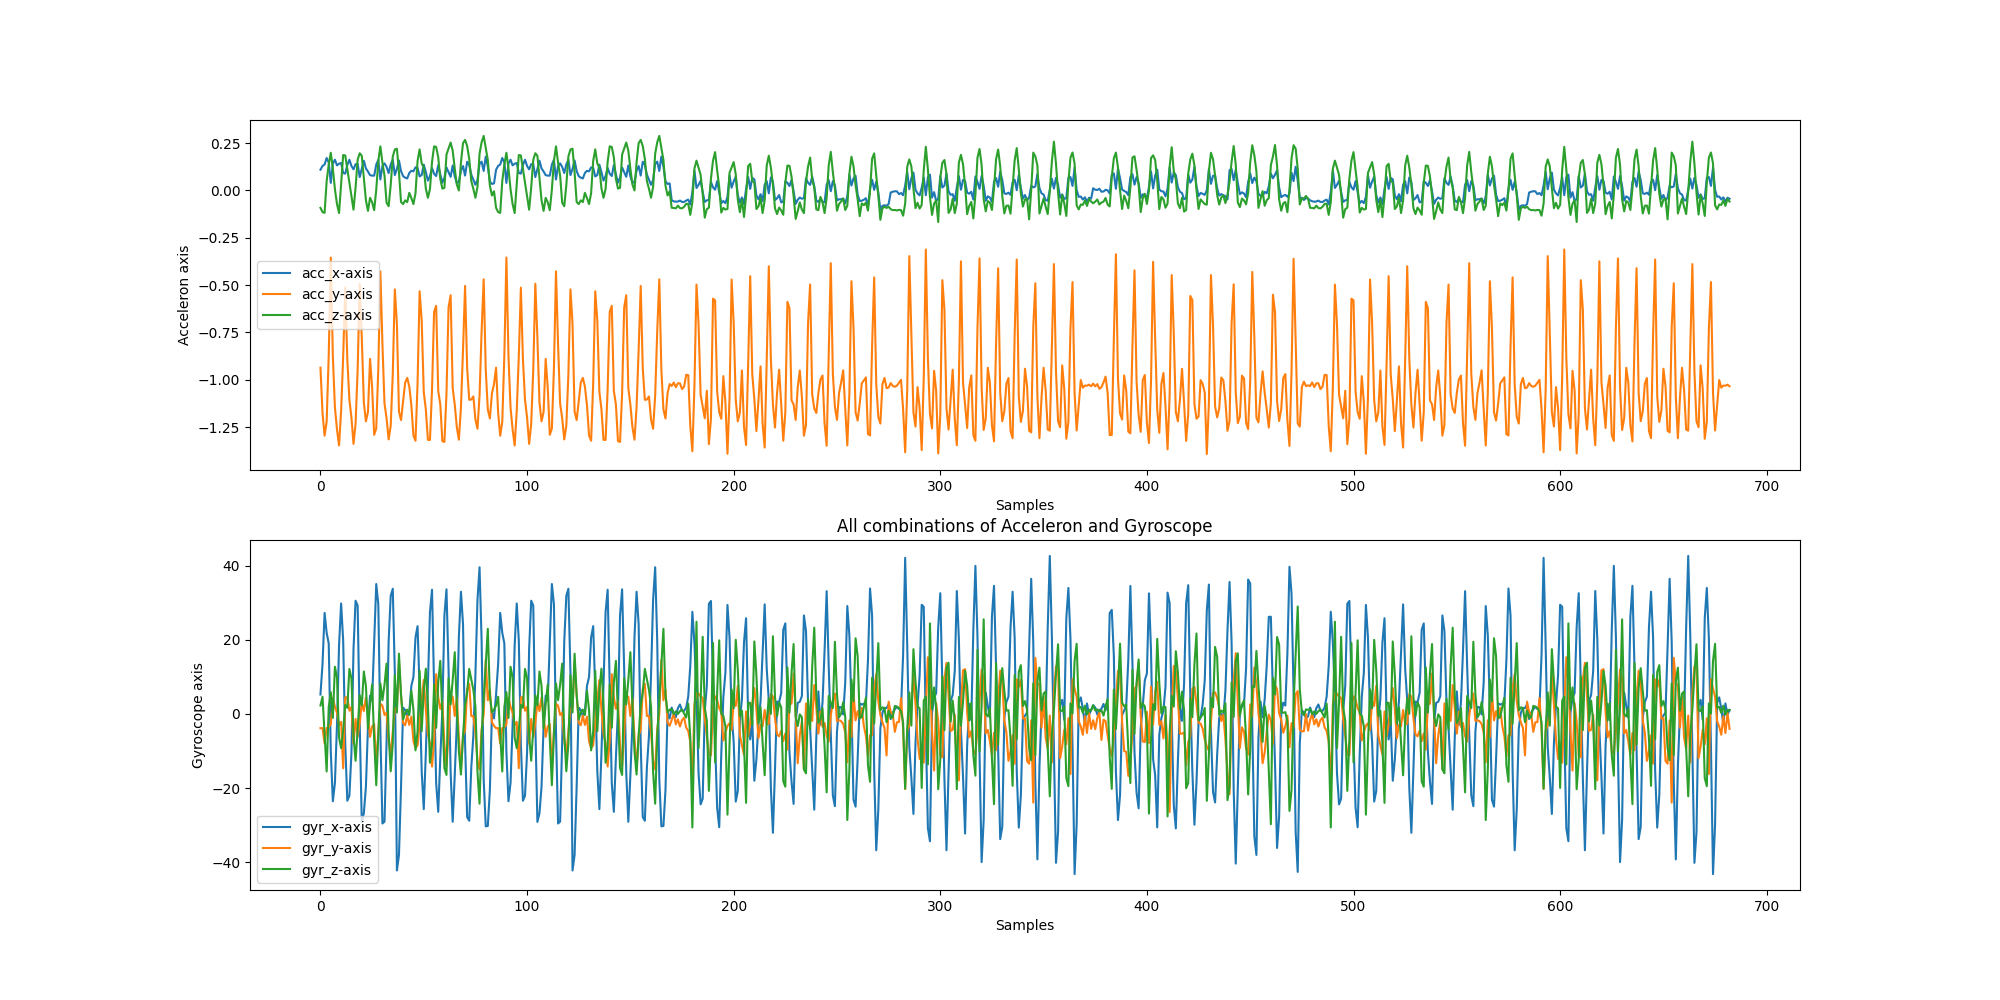 0.25
0.00
−0.25
−0.50
−0.75
−1.00
−1.25
Acceleron axis
acc_x-axis
acc_y-axis
acc_z-axis
0 100 200 300 400 500 600 700
Samples
All combinations of Acceleron and Gyroscope
40
20
0
−20
−40
Gyroscope axis
gyr_x-axis
gyr_y-axis
gyr_z-axis
0 100 200 300 400 500 600 700
Samples